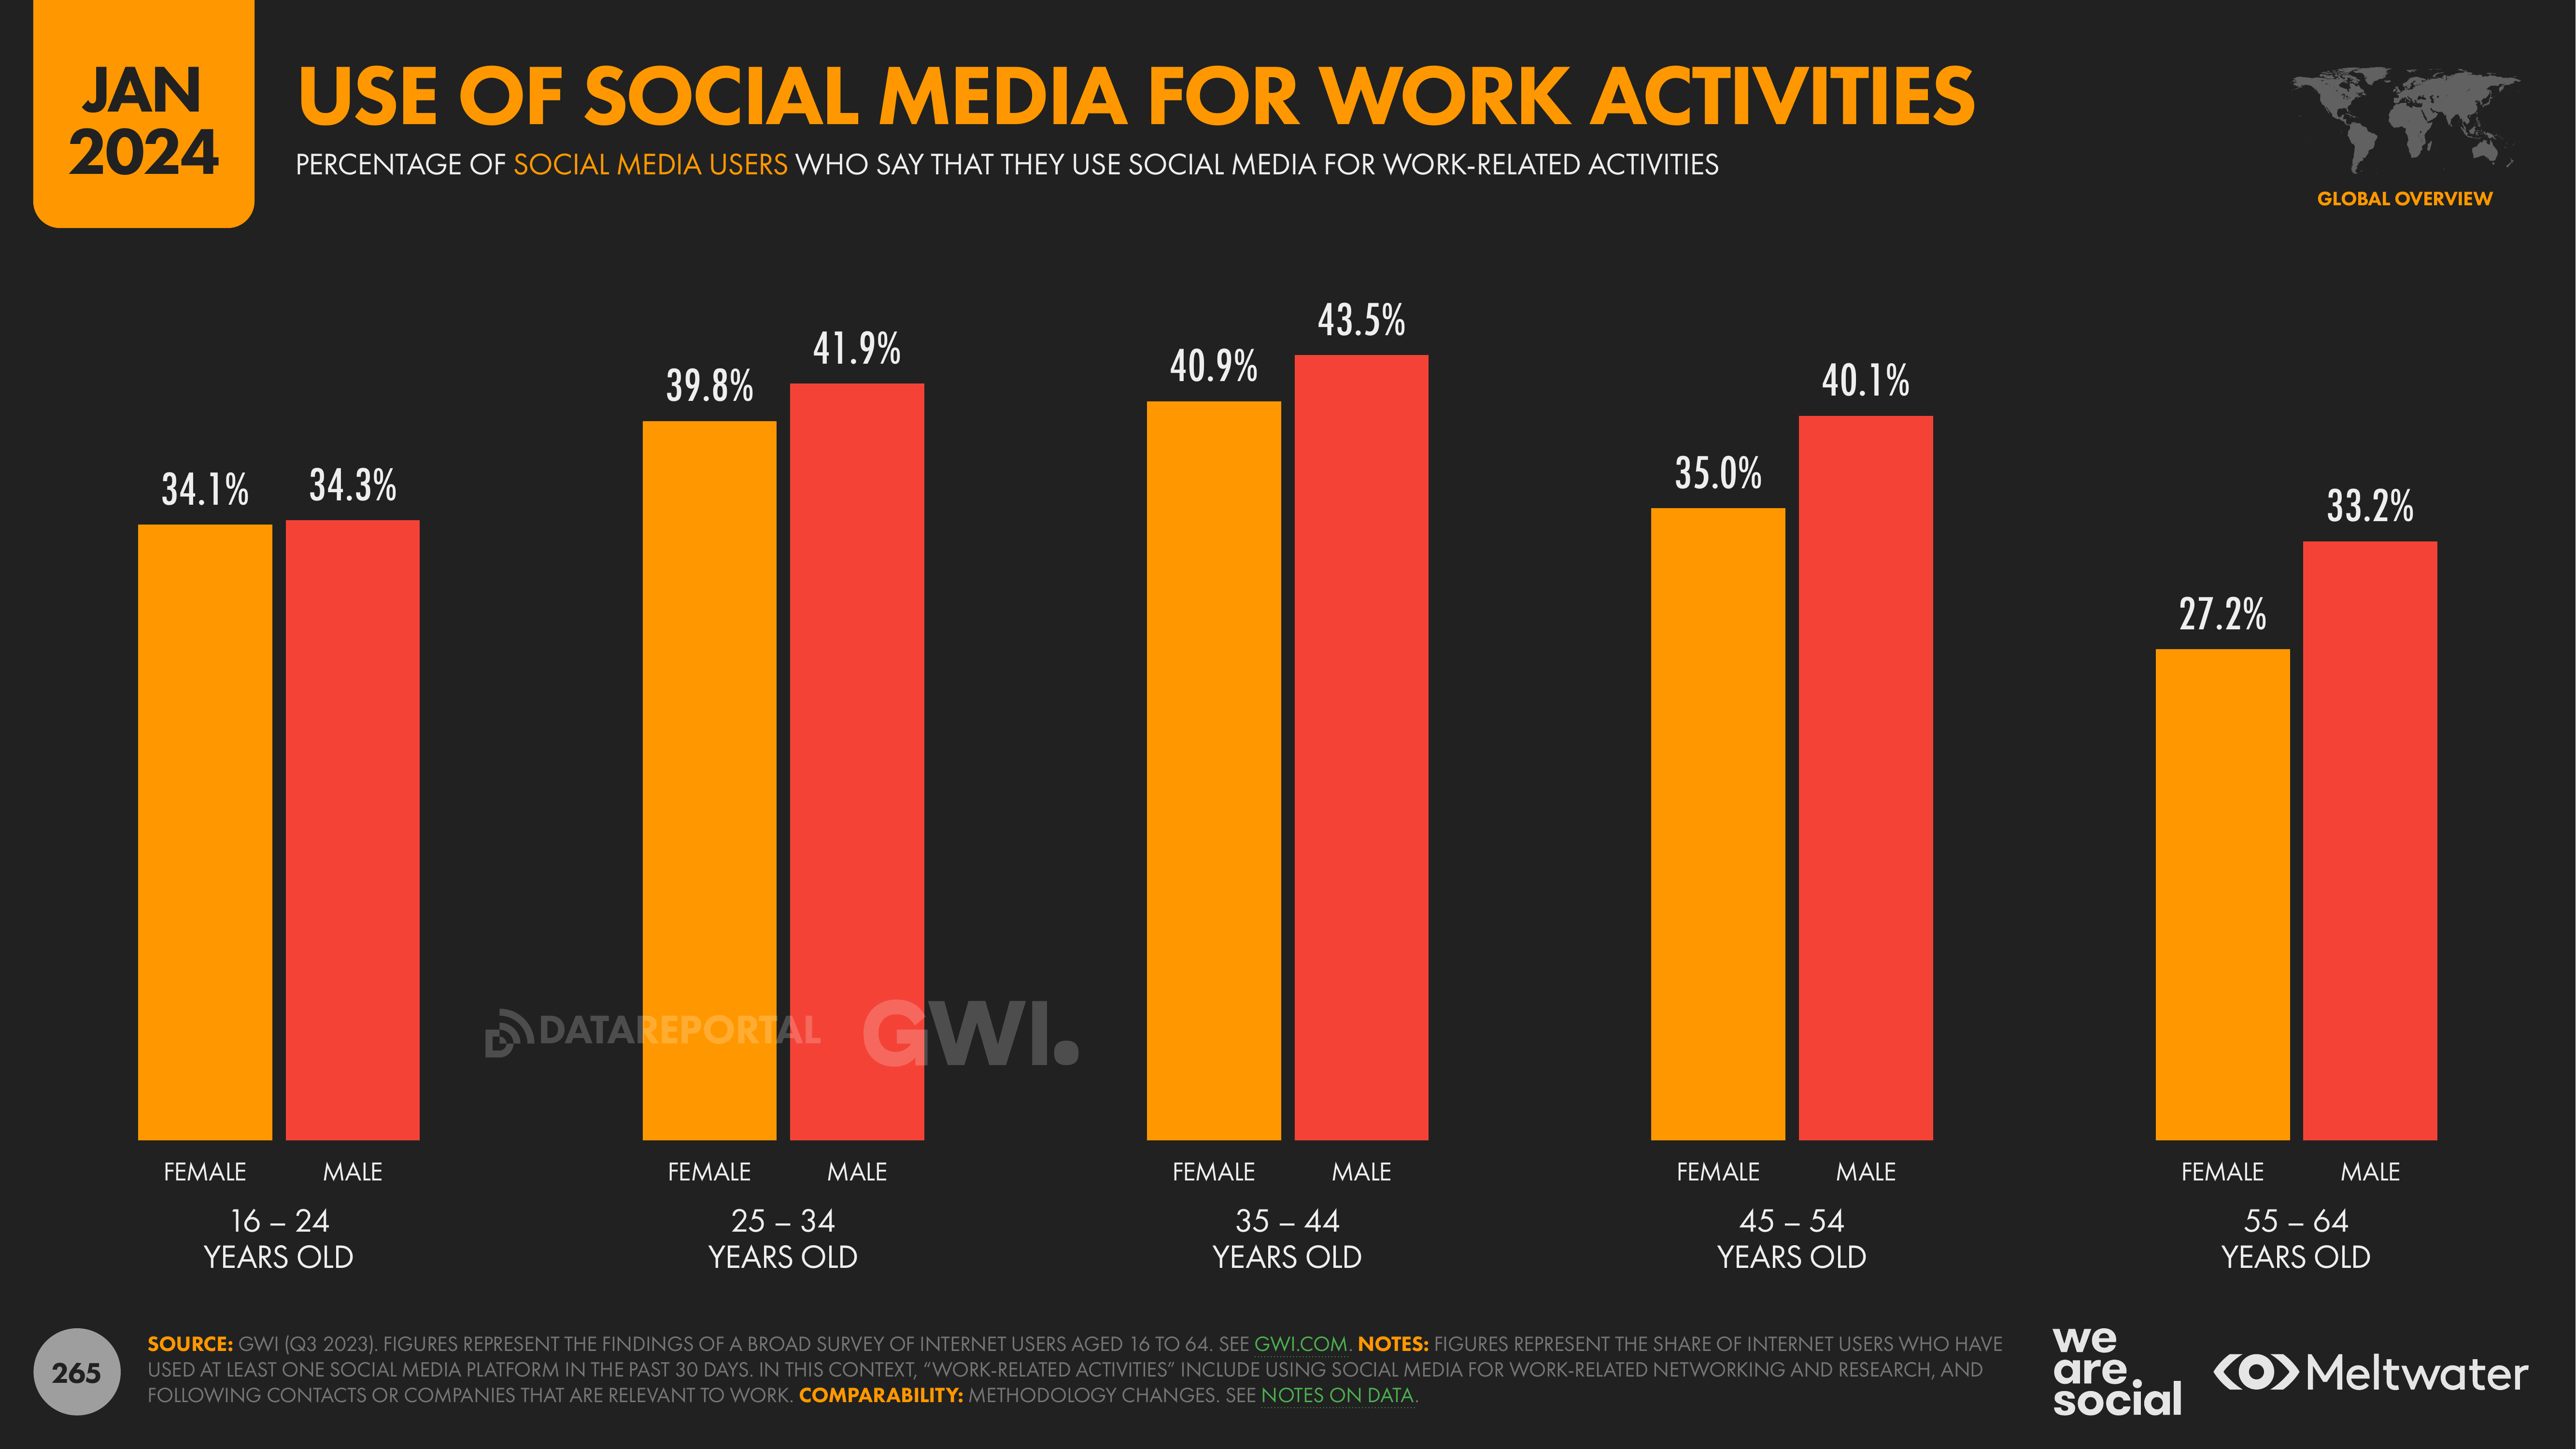 JAN
2024
USE OF SOCIAL MEDIA FOR WORK ACTIVITIES
PERCENTAGE OF SOCIAL MEDIA USERS WHO SAY THAT THEY USE SOCIAL MEDIA FOR WORK-RELATED ACTIVITIES
GLOBAL OVERVIEW
34.1% 34.3% 39.8% 41.9% 40.9% 43.5% 35.0% 40.1% 27.2% 33.2%
DATAREPORTAL GWI.
FEMALE MALE FEMALE MALE FEMALE MALE FEMALE MALE FEMALE MALE
16 – 24 25 – 34 35 – 44 45 – 54 55 – 64
YEARS OLD YEARS OLD YEARS OLD YEARS OLD YEARS OLD
265
SOURCE: GWI (Q3 2023). FIGURES REPRESENT THE FINDINGS OF A BROAD SURVEY OF INTERNET USERS AGED 16 TO 64. SEE GWI.COM. NOTES: FIGURES REPRESENT THE SHARE OF INTERNET USERS WHO HAVE
USED AT LEAST ONE SOCIAL MEDIA PLATFORM IN THE PAST 30 DAYS. IN THIS CONTEXT, “WORK-RELATED ACTIVITIES” INCLUDE USING SOCIAL MEDIA FOR WORK-RELATED NETWORKING AND RESEARCH, AND
FOLLOWING CONTACTS OR COMPANIES THAT ARE RELEVANT TO WORK. COMPARABILITY: METHODOLOGY CHANGES. SEE NOTES ON DATA.
we
are.
social
Meltwater